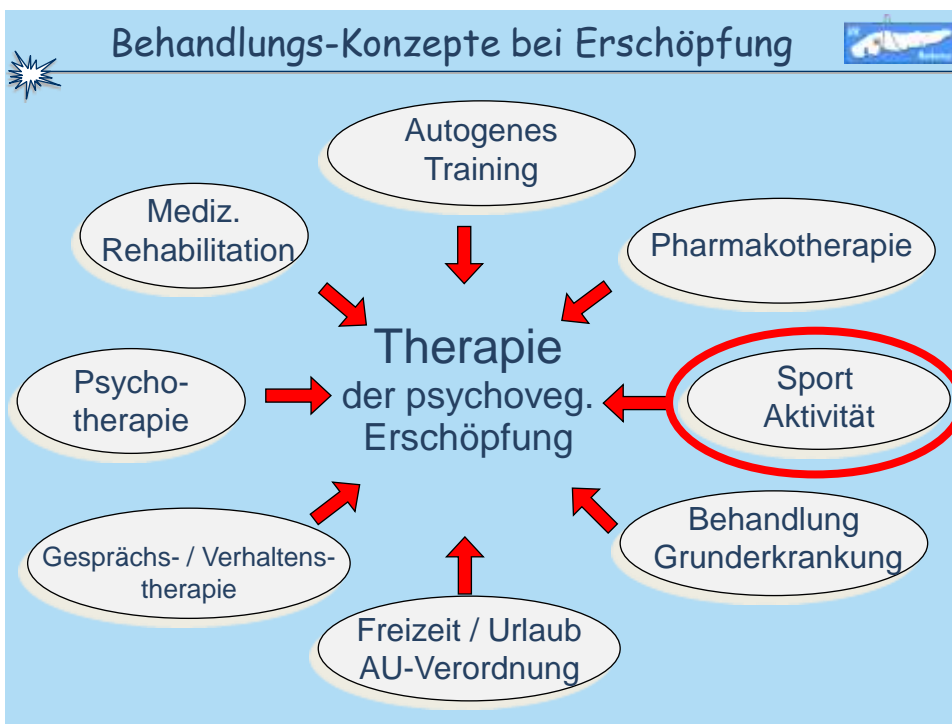 Behandlungs-Konzepte bei Erschöpfung
Autogenes
Training
Mediz.
Rehabilitation
Pharmakotherapie
Therapie
der psychoveg.
Erschöpfung
Psycho-
therapie
Sport
Aktivität
Gesprächs- / Verhaltens-
therapie
Behandlung
Grunderkrankung
Freizeit / Urlaub
AU-Verordnung